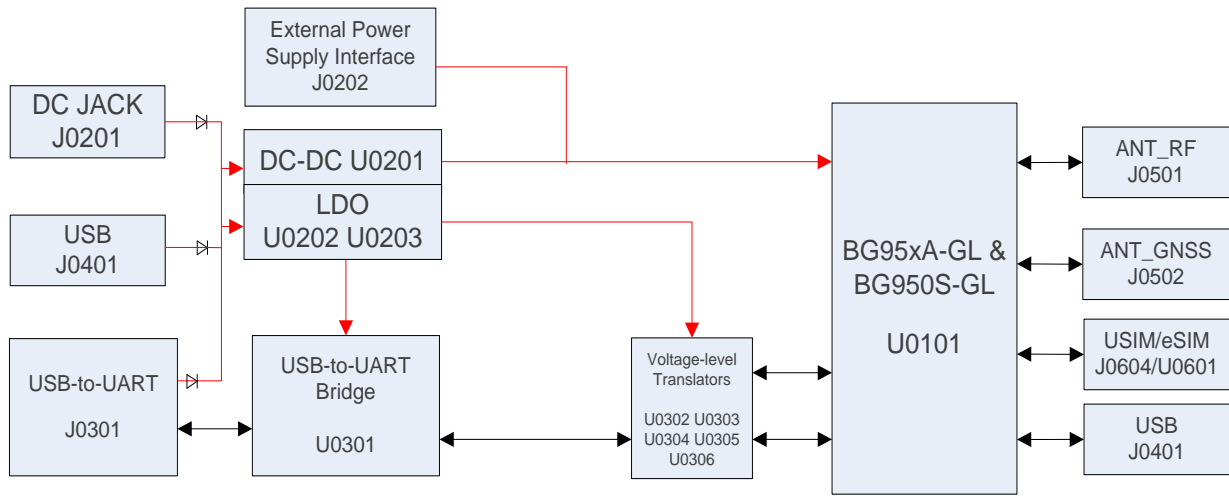 External Power
Supply Interface
J0202
DC JACK
J0201
DC-DC U0201
LDO
U0202 U0203
USB
J0401
USB-to-UART
J0301
USB-to-UART
Bridge
U0301
Voltage-level
Translators
U0302 U0303
U0304 U0305
U0306
BG95xA-GL &
BG950S-GL
U0101
ANT_RF
J0501
ANT_GNSS
J0502
USIM/eSIM
J0604/U0601
USB
J0401